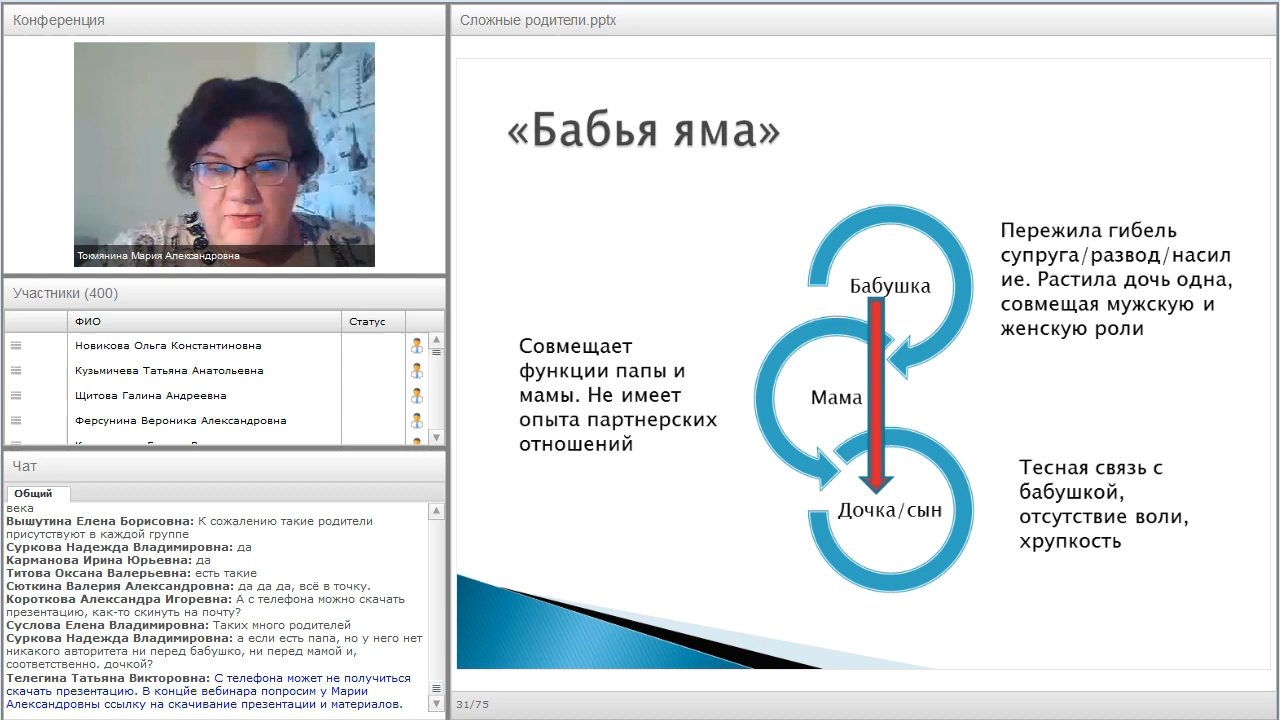 Конференция
Токмянина Мария Александровна
Участники (400)
ФИО
Статус
Новикова Ольга Константиновна
Кузьмичева Татьяна Анатольевна
Щитова Галина Андреевна
Ферсунина Вероника Александровна
Чат
Общий
века
Вышутина Елена Борисовна: К сожалению такие родители
присутствуют в каждой группе
Суркова Надежда Владимировна: да
Карманова Ирина Юрьевна: да
Титова Оксана Валерьевна: есть такие
Сюткина Валерия Александровна: да да да, всё в точку.
Короткова Александра Игоревна: А с телефона можно скачать
презентацию, как-то скинуть на почту?
Суслова Елена Владимировна: Таких много родителей
Суркова Надежда Владимировна: а если есть папа, но у него нет
никакого авторитета ни перед бабушко, ни перед мамой и,
соответственно. дочкой?
Телегина Татьяна Викторовна: С телефона может не получиться
скачать презентацию. В концйе вебинара попросим у Марии
Александровны ссылку на скачивание презентации и материалов.
Сложные родители.pptx
«Бабья яма»
Бабушка
Пережила гибель
супруга/развод/насил
ие. Растила дочь одна,
совмещая мужскую и
женскую роли
Совмещает
функции папы и
мамы. Не имеет
опыта партнерских
отношений
Мама
Дочка/сын
Тесная связь с
бабушкой,
отсутствие воли,
хрупкость
31/75